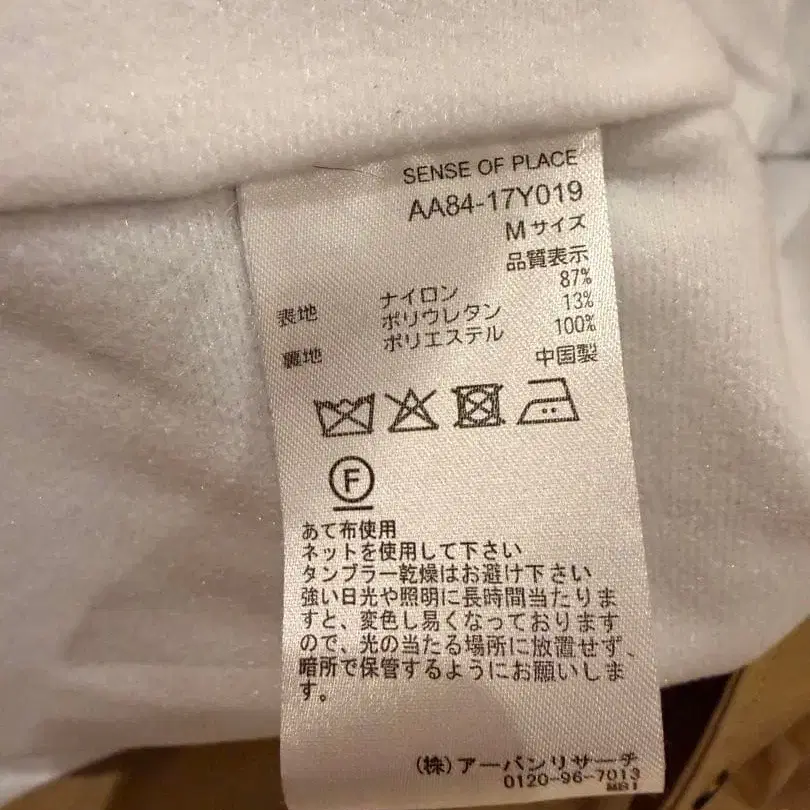 SENSE OF PLACE
AA84-17Y019
Mサイズ
品質表示
表地 ナイロン 87%
ポリウレタン 13%
裏地 ポリエステル 100%
中国製
F
あて布使用
ネットを使用して下さい
タンブラー乾燥はお避け下さい
強い日光や照明に長時間当たりま
すと、変色し易くなっております
ので、光の当たる場所に放置せず、
暗所で保管するようにお願いしま
す。
(株)アーバンリサーチ
0120-96-7013
MB1